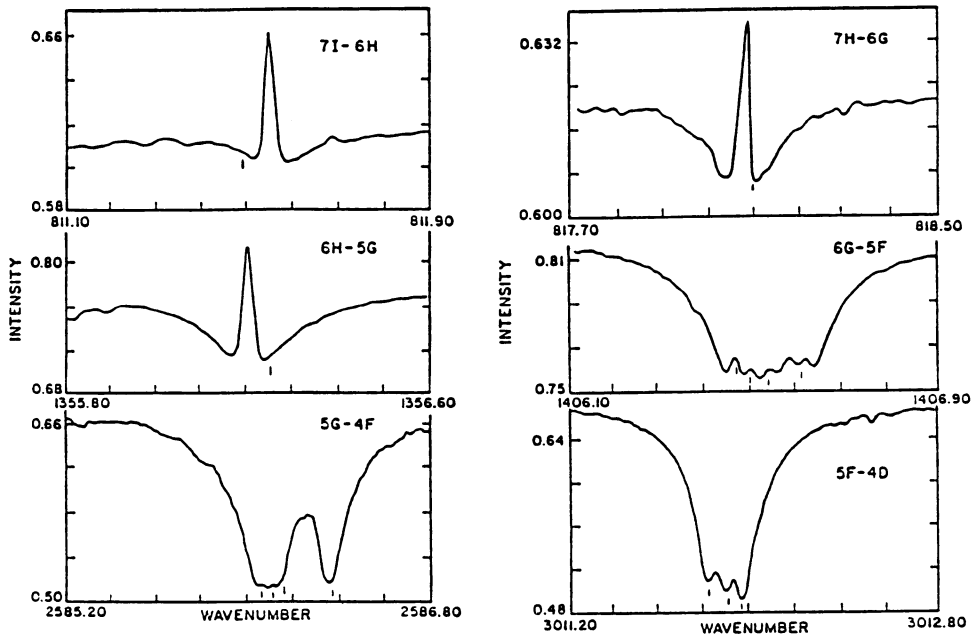 0.66
7I-6H
0.58
811.10
811.90
0.632
7H-6G
0.600
817.70
818.50
0.80
6H-5G
0.68
1355.80
1356.60
0.81
6G-5F
0.75
1406.10
1406.90
INTENSITY
INTENSITY
0.66
5G-4F
0.50
2585.20
WAVENUMBER
2586.80
0.64
5F-4D
0.48
3011.20
WAVENUMBER
3012.80